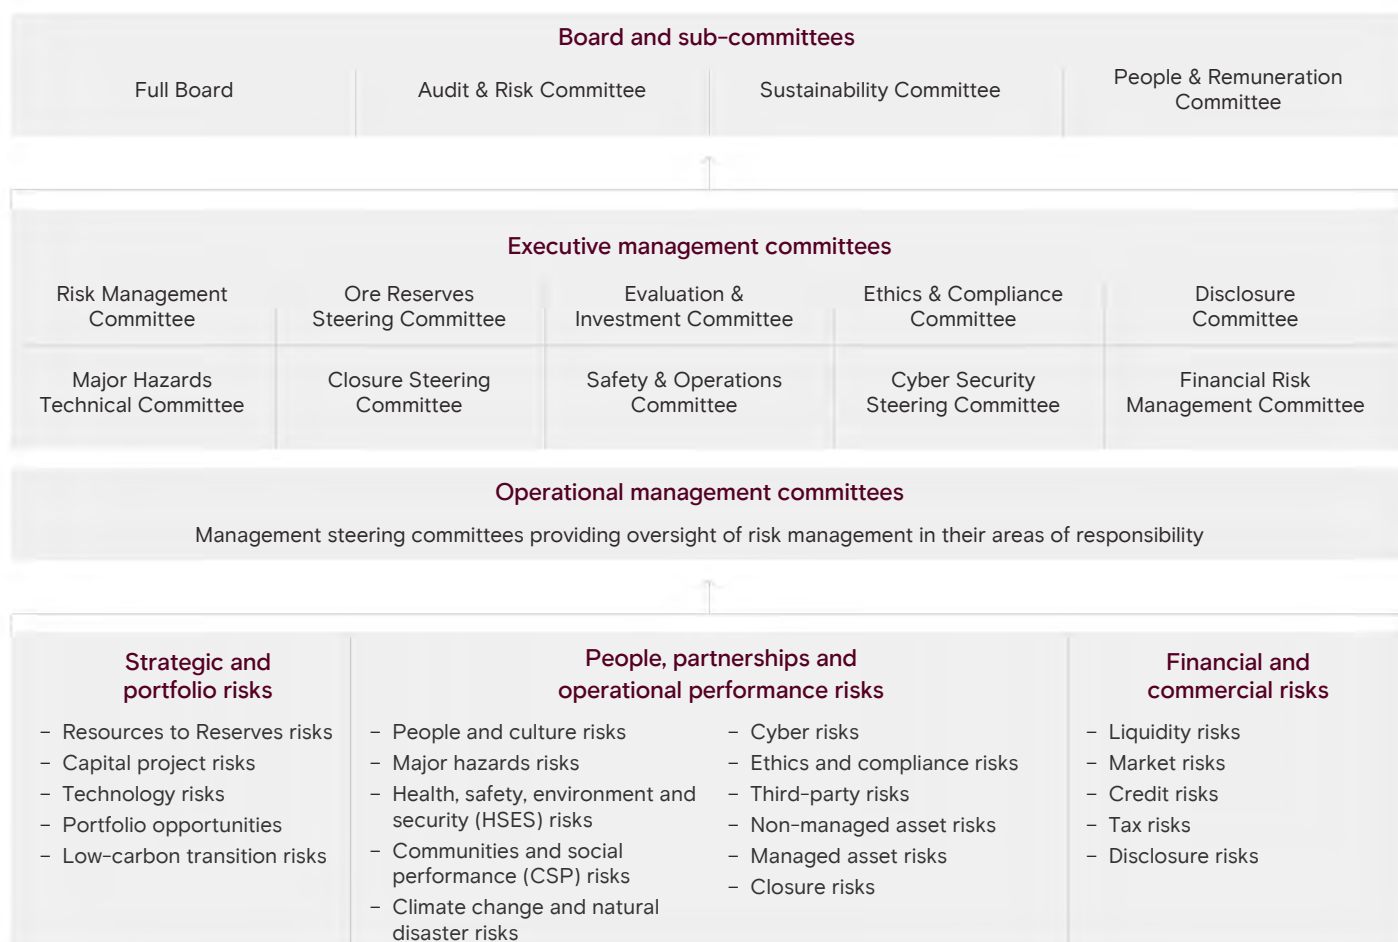 Board and sub-committees
Full Board
Audit & Risk Committee
Sustainability Committee
People & Remuneration
Committee
Executive management committees
Risk Management
Committee
Ore Reserves
Steering Committee
Evaluation &
Investment Committee
Ethics & Compliance
Committee
Disclosure
Committee
Major Hazards
Technical Committee
Closure Steering
Committee
Safety & Operations
Committee
Cyber Security
Steering Committee
Financial Risk
Management Committee
Operational management committees
Management steering committees providing oversight of risk management in their areas of responsibility
Strategic and
portfolio risks
– Resources to Reserves risks
– Capital project risks
– Technology risks
– Portfolio opportunities
– Low-carbon transition risks
People, partnerships and
operational performance risks
– People and culture risks
– Major hazards risks
– Health, safety, environment and
security (HSES) risks
– Communities and social
performance (CSP) risks
– Climate change and natural
disaster risks
– Cyber risks
– Ethics and compliance risks
– Third-party risks
– Non-managed asset risks
– Managed asset risks
– Closure risks
Financial and
commercial risks
– Liquidity risks
– Market risks
– Credit risks
– Tax risks
– Disclosure risks